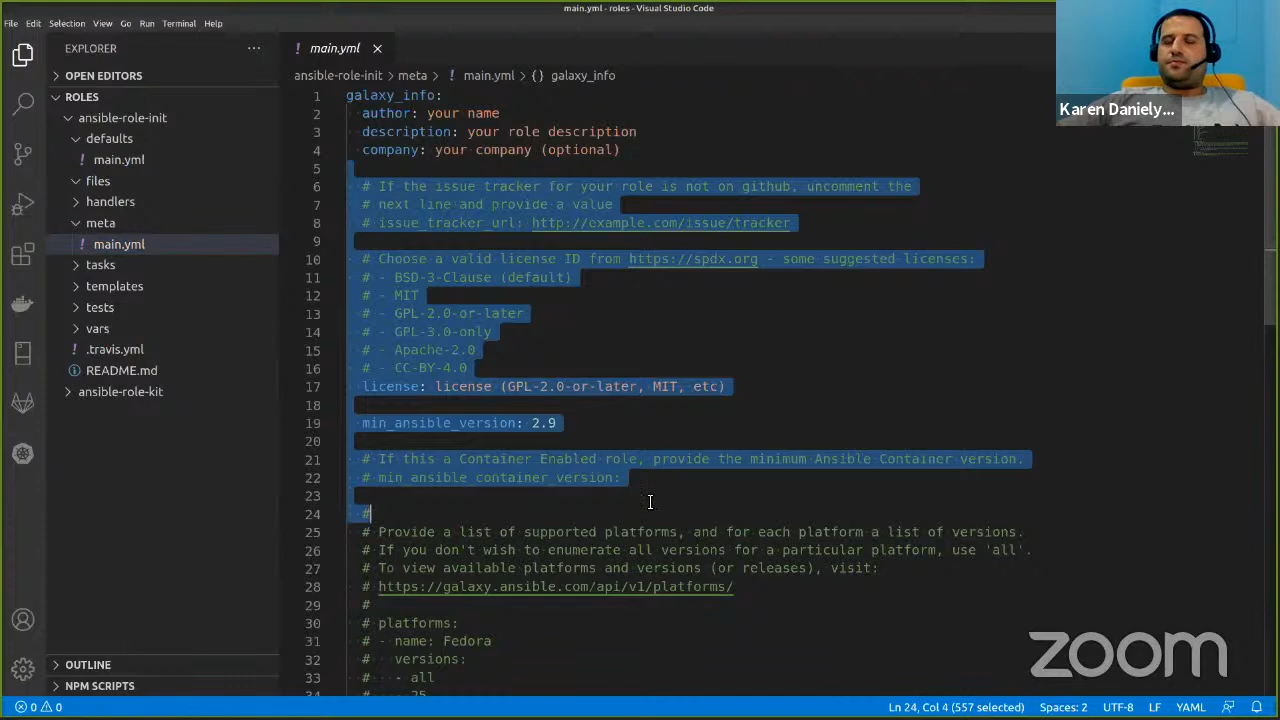 main.yml - roles - Visual Studio Code
File Edit Selection View Go Run Terminal Help
EXPLORER
OPEN EDITORS
ROLES
ansible-role-init
defaults
! main.yml
files
handlers
meta
! main.yml
tasks
templates
tests
vars
! .travis.yml
README.md
ansible-role-kit
OUTLINE
NPM SCRIPTS
! main.yml
ansible-role-init > meta > ! main.yml > {} galaxy_info
1 galaxy_info:
2 author: your name
3 description: your role description
4 company: your company (optional)
5
6 # If the issue tracker for your role is not on github, uncomment the
7 # next line and provide a value
8 # issue_tracker_url: http://example.com/issue/tracker
9
10 # Choose a valid license ID from https://spdx.org - some suggested licenses:
11 # - BSD-3-Clause (default)
12 # - MIT
13 # - GPL-2.0-or-later
14 # - GPL-3.0-only
15 # - Apache-2.0
16 # - CC-BY-4.0
17 license: license (GPL-2.0-or-later, MIT, etc)
18
19 min_ansible_version: 2.9
20
21 # If this a Container Enabled role, provide the minimum Ansible Container version.
22 # min_ansible_container_version:
23
24 #
25 # Provide a list of supported platforms, and for each platform a list of versions.
26 # If you don't wish to enumerate all versions for a particular platform, use 'all'.
27 # To view available platforms and versions (or releases), visit:
28 # https://galaxy.ansible.com/api/v1/platforms/
29 #
30 # platforms:
31 # - name: Fedora
32 # versions:
33 # - all
34 # - 25
Karen Daniely...
zoom
0 0
Ln 24, Col 4 (557 selected) Spaces: 2 UTF-8 LF YAML